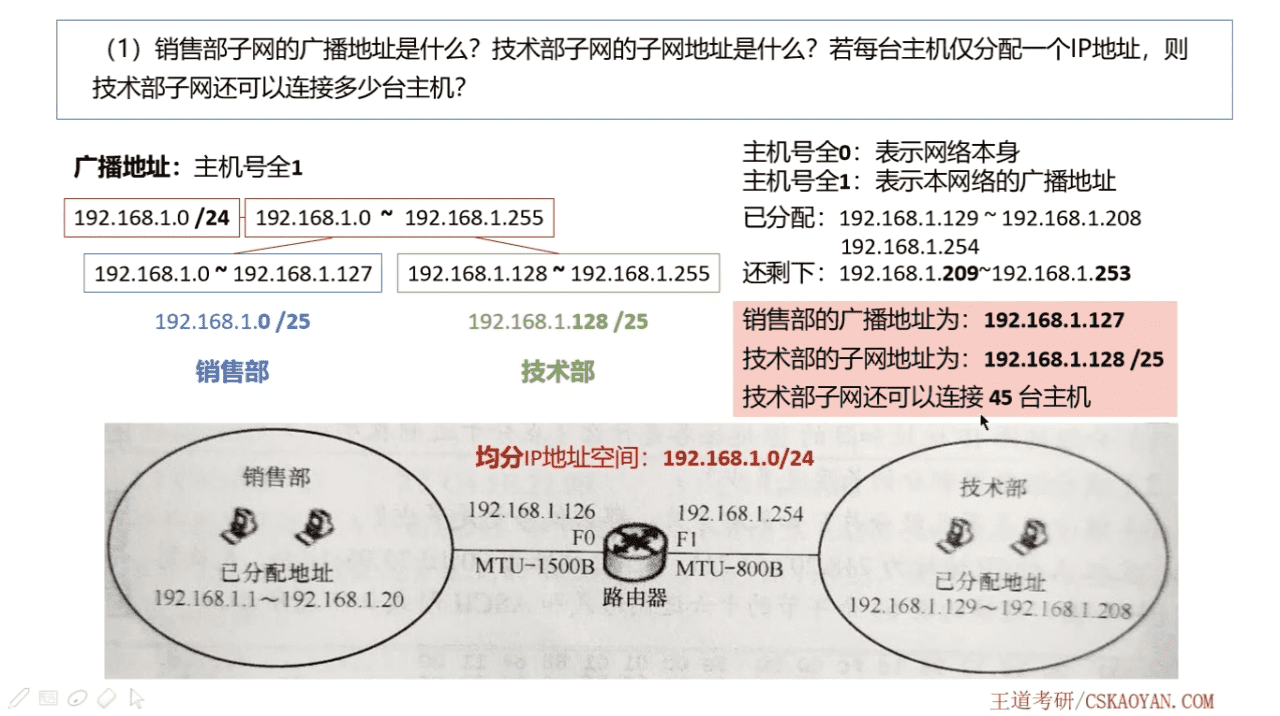 （1）销售部子网的广播地址是什么？技术部子网的子网地址是什么？若每台主机仅分配一个IP地址，则
技术部子网还可以连接多少台主机？
广播地址：主机号全1
192.168.1.0 /24
192.168.1.0 ~ 192.168.1.255
192.168.1.0 ~ 192.168.1.127
192.168.1.128 ~ 192.168.1.255
192.168.1.0 /25
192.168.1.128 /25
销售部
技术部
主机号全0：表示网络本身
主机号全1：表示本网络的广播地址
已分配：192.168.1.129 ~ 192.168.1.208
192.168.1.254
还剩下：192.168.1.209~192.168.1.253
销售部的广播地址为：192.168.1.127
技术部的子网地址为：192.168.1.128 /25
技术部子网还可以连接 45 台主机
均分IP地址空间：192.168.1.0/24
销售部
已分配地址
192.168.1.1～192.168.1.20
192.168.1.126
F0
MTU-1500B
192.168.1.254
F1
MTU-800B
路由器
技术部
已分配地址
192.168.1.129～192.168.1.208
王道考研/CSKAOYAN.COM